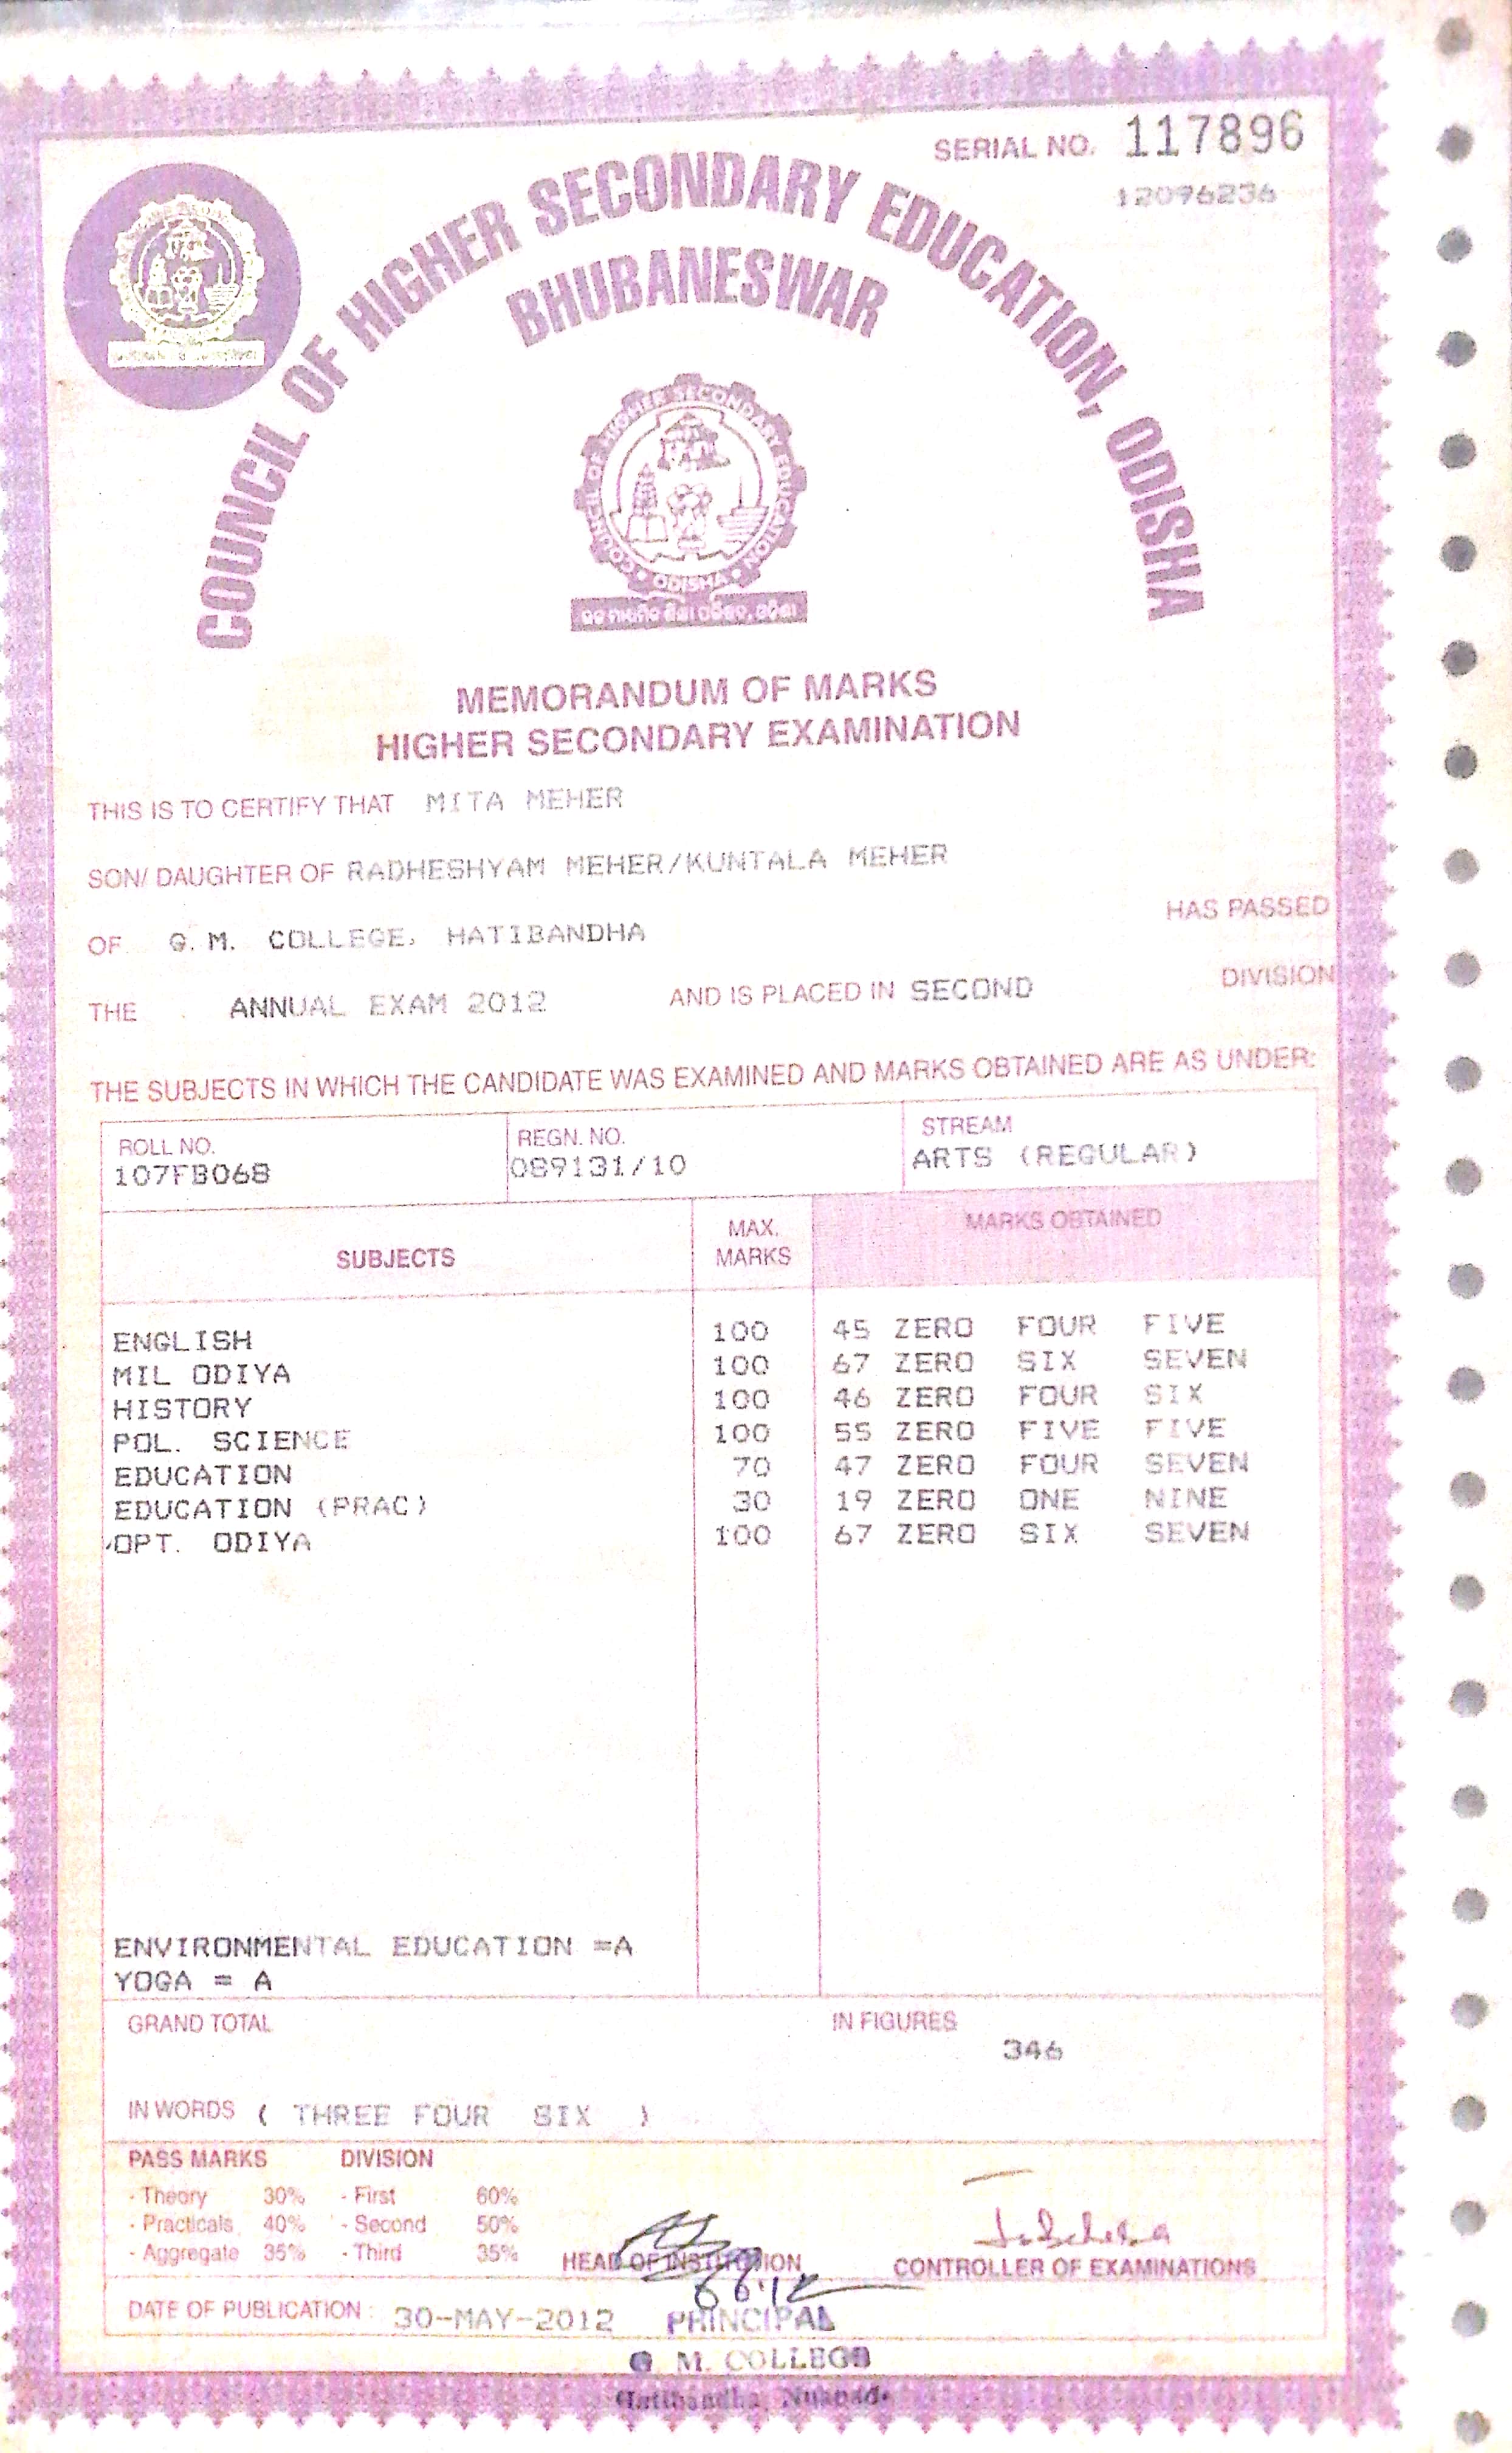 SERIAL NO. 117896
12096236
COUNCIL OF HIGHER SECONDARY EDUCATION, ODISHA
BHUBANESWAR
COUNCIL OF HIGHER SECONDARY EDUCATION
ODISHA
MEMORANDUM OF MARKS
HIGHER SECONDARY EXAMINATION
THIS IS TO CERTIFY THAT MITA MEHER
SON/ DAUGHTER OF RADHESHYAM MEHER/KUNTALA MEHER
OF G.M. COLLEGE, HATIBANDHA HAS PASSED
THE ANNUAL EXAM 2012 AND IS PLACED IN SECOND DIVISION
THE SUBJECTS IN WHICH THE CANDIDATE WAS EXAMINED AND MARKS OBTAINED ARE AS UNDER:
ROLL NO. REGN. NO. STREAM
107FB068 089131/10 ARTS (REGULAR)
SUBJECTS MAX. MARKS MARKS OBTAINED
ENGLISH 100 45 ZERO FOUR FIVE
MIL ODIYA 100 67 ZERO SIX SEVEN
HISTORY 100 46 ZERO FOUR SIX
POL. SCIENCE 100 55 ZERO FIVE FIVE
EDUCATION 70 47 ZERO FOUR SEVEN
EDUCATION (PRAC) 30 19 ZERO ONE NINE
OPT. ODIYA 100 67 ZERO SIX SEVEN
ENVIRONMENTAL EDUCATION =A
YOGA = A
GRAND TOTAL IN FIGURES
346
IN WORDS ( THREE FOUR SIX )
PASS MARKS DIVISION
- Theory 30% - First 60%
- Practicals 40% - Second 50%
- Aggregate 35% - Third 35%
HEAD OF INSTITUTION CONTROLLER OF EXAMINATIONS
DATE OF PUBLICATION : 30-MAY-2012 PRINCIPAL
G. M. COLLEGE
Hatibandha, Nuapada